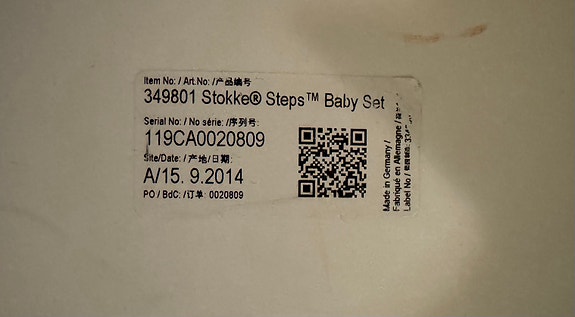 Item No: / Art.No: /产品编号
349801 Stokke® Steps™ Baby Set
Serial No: / No série: /序列号:
119CA0020809
Site/Date: / 产地/日期:
A/15. 9.2014
PO / BdC: /订单: 0020809
Made in Germany /
Fabriqué en Allemagne /
Label No /